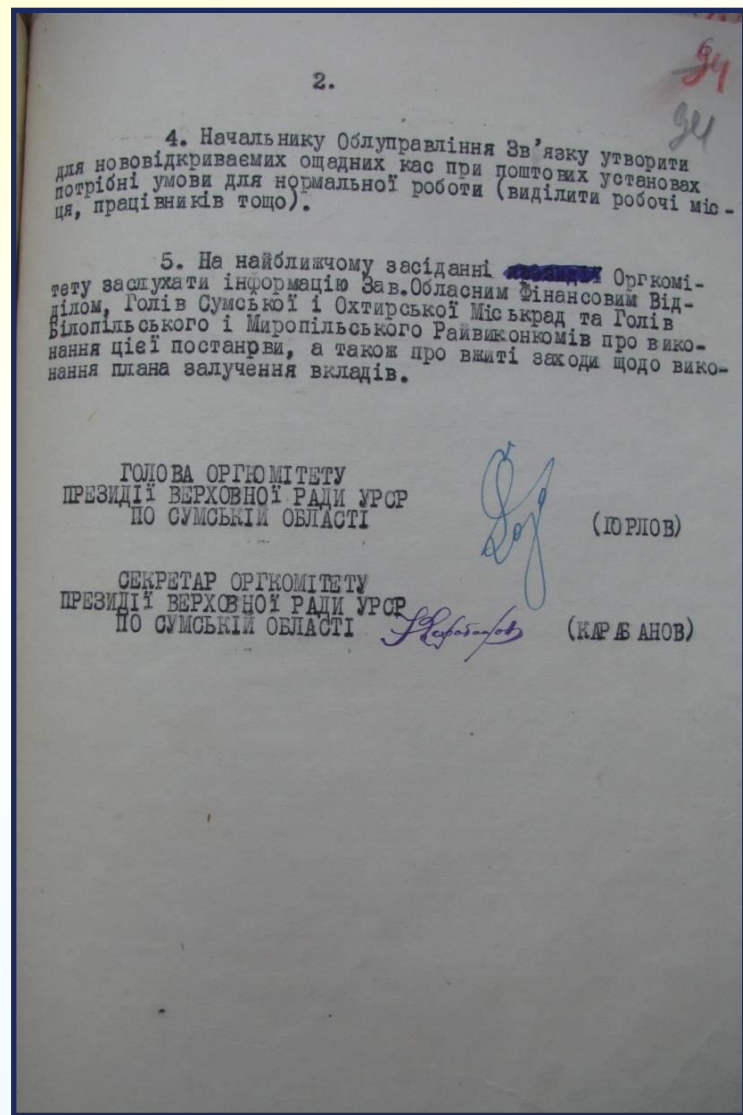 94
2.
94
4. Начальнику Облуправління Зв'язку утворити
для нововідкриваємих ощадних кас при поштових установах
потрібні умови для нормальної роботи (виділити робочі міс-
ця, працівників тощо).
5. На найближчому засіданні Оргкомі-
тету заслухати інформацію Зав.Обласним Фінансовим Від-
ділом, Голів Сумської і Охтирської Міськрад та Голів
Білопільського і Миропільського Райвиконкомів про вико-
нання цієї постанрви, а також про вжиті заходи щодо вико-
нання плана залучення вкладів.
ГОЛОВА ОРГЮМІТЕТУ
ПРЕЗИДІЇ ВЕРХОВНОЇ РАДИ УРСР
ПО СУМСЬКІЙ ОБЛАСТІ
(ЮРЛОВ)
СЕКРЕТАР ОРГКОМІТЕТУ
ПРЕЗИДІЇ ВЕРХОВНОЇ РАДИ УРСР
ПО СУМСЬКІЙ ОБЛАСТІ
(КАРАБАНОВ)